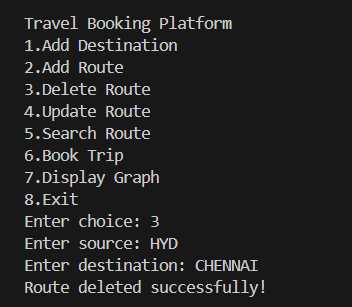 Travel Booking Platform
1.Add Destination
2.Add Route
3.Delete Route
4.Update Route
5.Search Route
6.Book Trip
7.Display Graph
8.Exit
Enter choice: 3
Enter source: HYD
Enter destination: CHENNAI
Route deleted successfully!